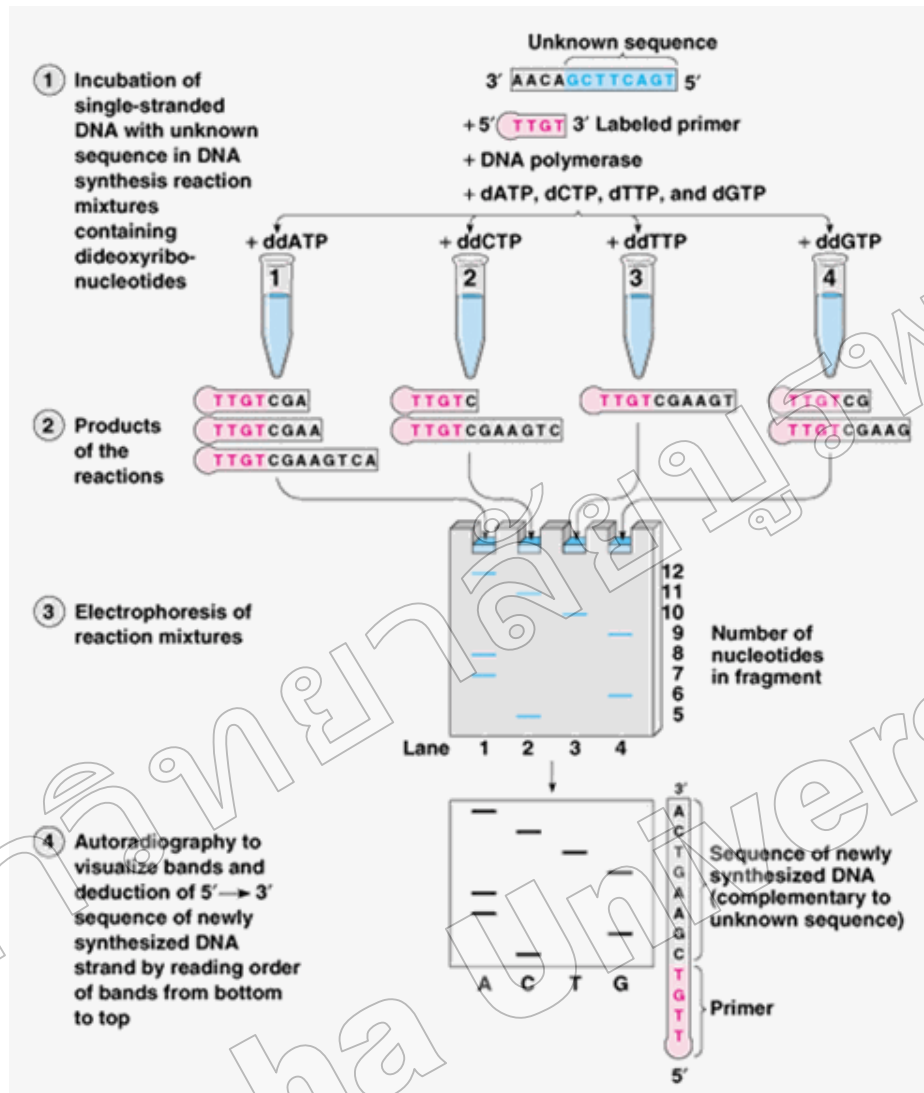 Unknown sequence
3′ AACAGCTTCAGT 5′
+ 5′ TTGT 3′ Labeled primer
+ DNA polymerase
+ dATP, dCTP, dTTP, and dGTP
1 Incubation of
single-stranded
DNA with unknown
sequence in DNA
synthesis reaction
mixtures
containing
dideoxyribo-
nucleotides
+ ddATP + ddCTP + ddTTP + ddGTP
1 2 3 4
2 Products
of the
reactions
TTGTCGA TTGTC TTGTCGAAGT TTGTCG
TTGTCGAA TTGTCGAAGTC TTGTCGAAG
TTGTCGAAGTCA
3 Electrophoresis of
reaction mixtures
12
11
10
9
8
7
6
5
Number of
nucleotides
in fragment
Lane 1 2 3 4
4 Autoradiography to
visualize bands and
deduction of 5′ → 3′
sequence of newly
synthesized DNA
strand by reading order
of bands from bottom
to top
A C T G
3′
A
C
T
G
A
A
G
C
T
G
T
T
5′
Sequence of newly
synthesized DNA
(complementary to
unknown sequence)
Primer